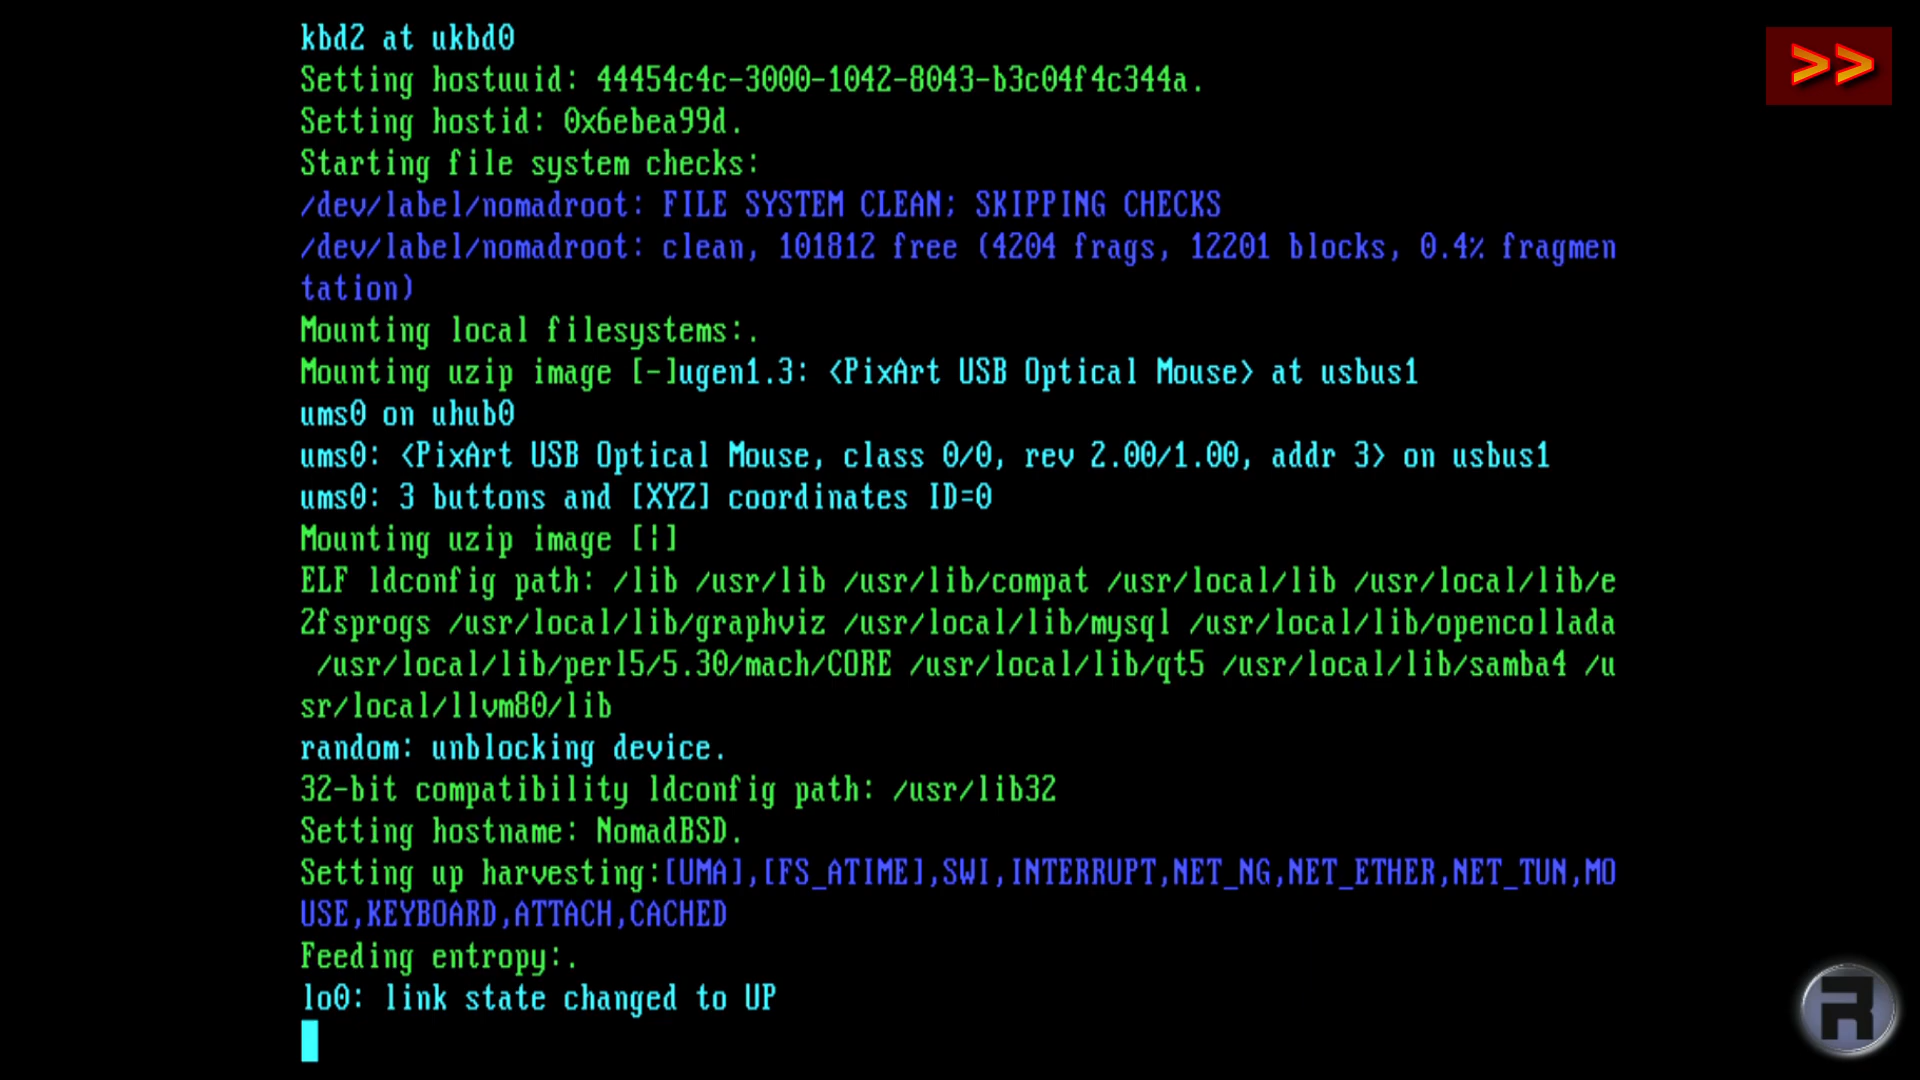 kbd2 at ukbd0
>>
Setting hostuuid: 44454c4c-3000-1042-8043-b3c04f4c344a.
Setting hostid: 0x6ebea99d.
Starting file system checks:
/dev/label/nomadroot: FILE SYSTEM CLEAN; SKIPPING CHECKS
/dev/label/nomadroot: clean, 101812 free (4204 frags, 12201 blocks, 0.4% fragmen
tation)
Mounting local filesystems:.
Mounting uzip image [-]ugen1.3: <PixArt USB Optical Mouse> at usbus1
ums0 on uhub0
ums0: <PixArt USB Optical Mouse, class 0/0, rev 2.00/1.00, addr 3> on usbus1
ums0: 3 buttons and [XYZ] coordinates ID=0
Mounting uzip image [¦]
ELF ldconfig path: /lib /usr/lib /usr/lib/compat /usr/local/lib /usr/local/lib/e
2fsprogs /usr/local/lib/graphviz /usr/local/lib/mysql /usr/local/lib/opencollada
 /usr/local/lib/perl5/5.30/mach/CORE /usr/local/lib/qt5 /usr/local/lib/samba4 /u
sr/local/llvm80/lib
random: unblocking device.
32-bit compatibility ldconfig path: /usr/lib32
Setting hostname: NomadBSD.
Setting up harvesting:[UMA],[FS_ATIME],SWI,INTERRUPT,NET_NG,NET_ETHER,NET_TUN,MO
USE,KEYBOARD,ATTACH,CACHED
Feeding entropy:.
lo0: link state changed to UP
R